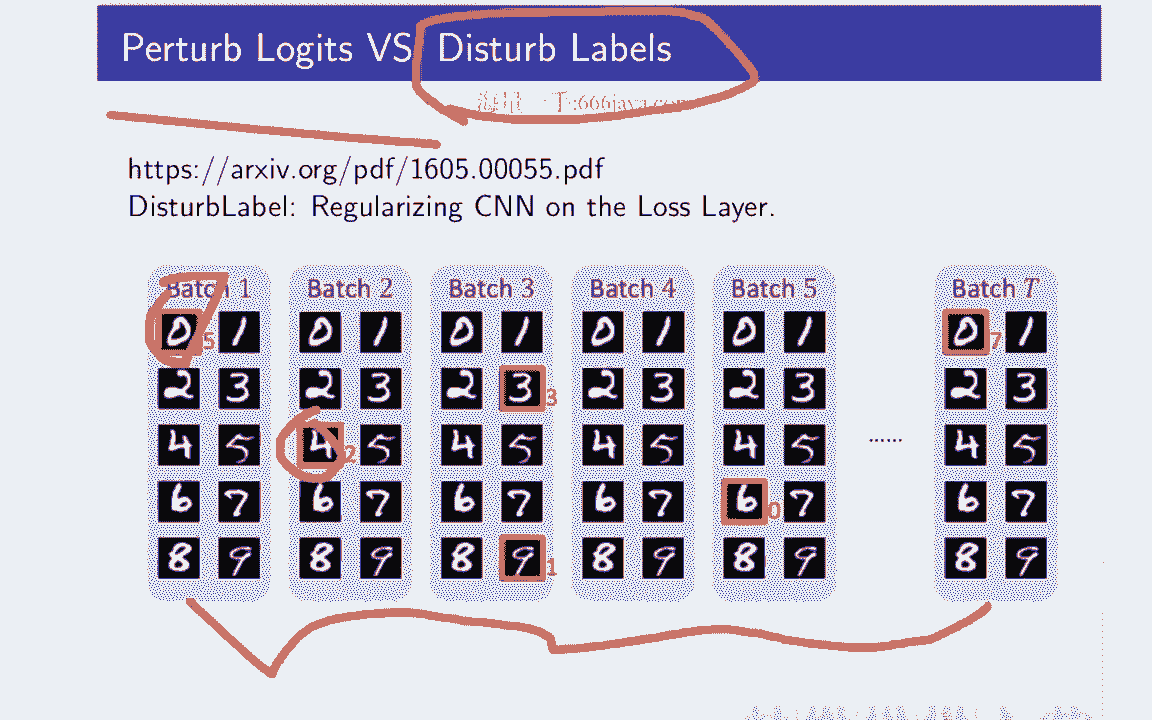 Perturb Logits VS Disturb Labels
:666java.com
https://arxiv.org/pdf/1605.00055.pdf
DisturbLabel: Regularizing CNN on the Loss Layer.
Batch 1 Batch 2 Batch 3 Batch 4 Batch 5 Batch T
0 5 1 0 1 0 1 0 1 0 1 0 7 1
2 3 2 3 2 3 3 2 3 2 3 2 3
4 5 4 2 5 4 5 4 5 4 5 ...... 4 5
6 7 6 7 6 7 6 7 6 0 7 6 7
8 9 8 9 8 9 1 8 9 8 9 8 9